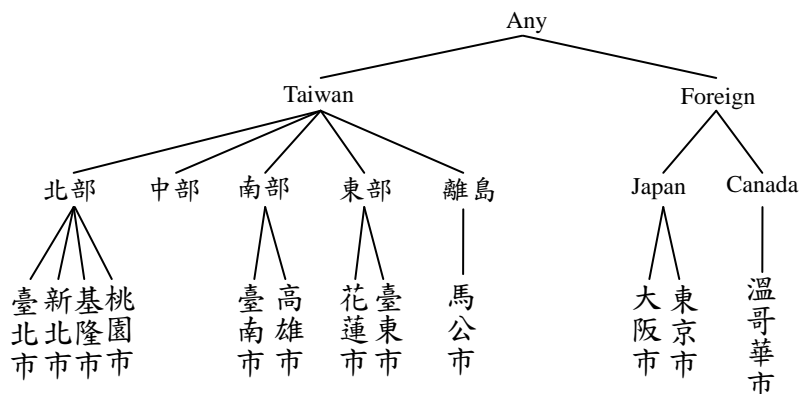 Any
Taiwan
Foreign
北部
中部
南部
東部
離島
Japan
Canada
臺北市
新北市
基隆市
桃園市
臺南市
高雄市
花蓮市
臺東市
馬公市
大阪市
東京市
溫哥華市